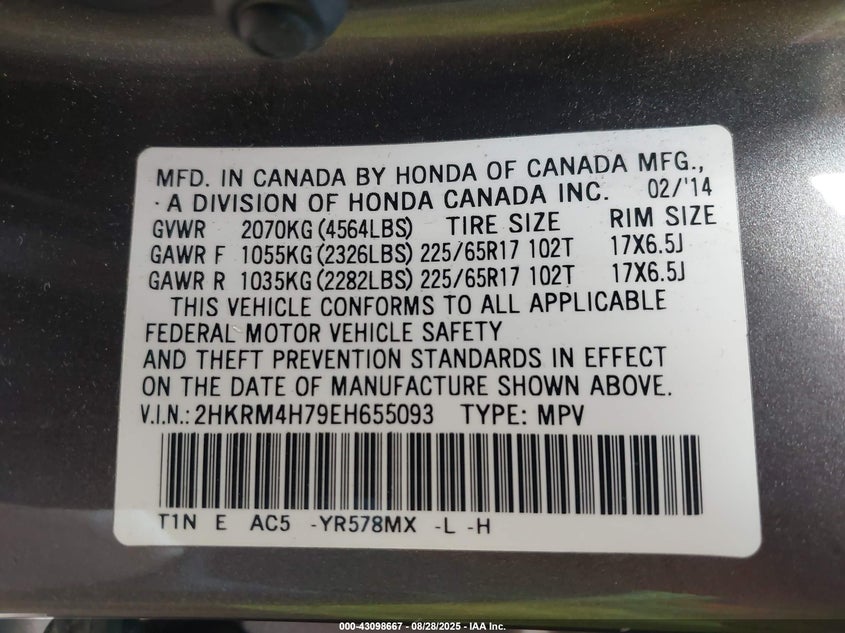 MFD. IN CANADA BY HONDA OF CANADA MFG.,
A DIVISION OF HONDA CANADA INC. 02/'14
GVWR 2070KG (4564LBS) TIRE SIZE RIM SIZE
GAWR F 1055KG (2326LBS) 225/65R17 102T 17X6.5J
GAWR R 1035KG (2282LBS) 225/65R17 102T 17X6.5J
THIS VEHICLE CONFORMS TO ALL APPLICABLE
FEDERAL MOTOR VEHICLE SAFETY
AND THEFT PREVENTION STANDARDS IN EFFECT
ON THE DATE OF MANUFACTURE SHOWN ABOVE.
V.I.N.: 2HKRM4H79EH655093 TYPE: MPV
T1N E AC5 -YR578MX -L -H
000-43098667 - 08/28/2025 - IAA Inc.